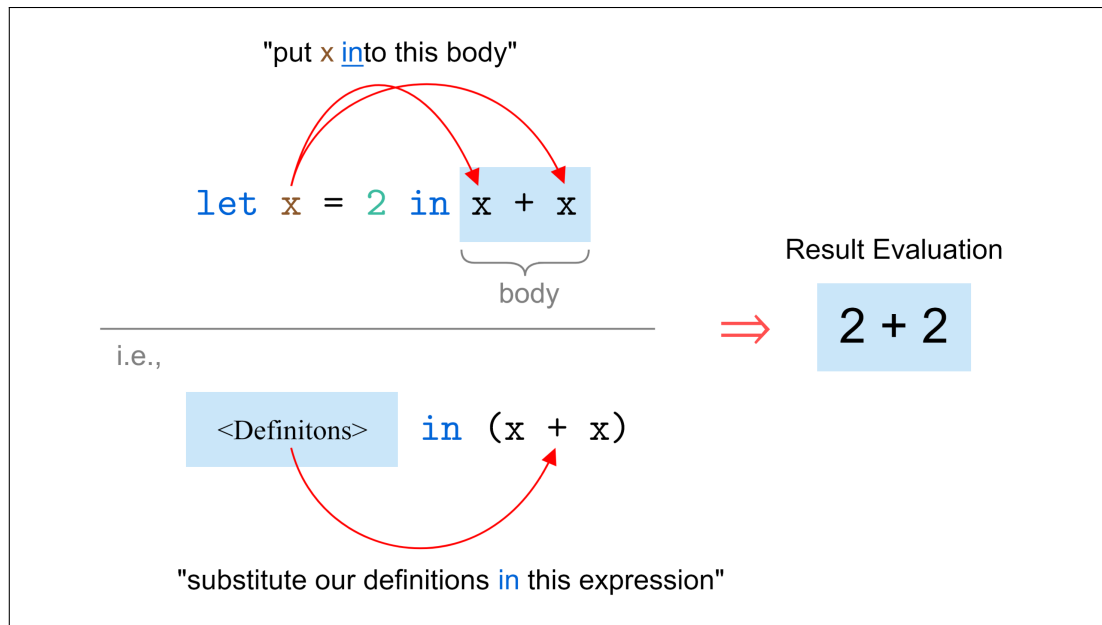 "put x into this body"
let x = 2 in x + x
body
i.e.,
<Definitons> in (x + x)
"substitute our definitions in this expression"
⇒
Result Evaluation
2 + 2